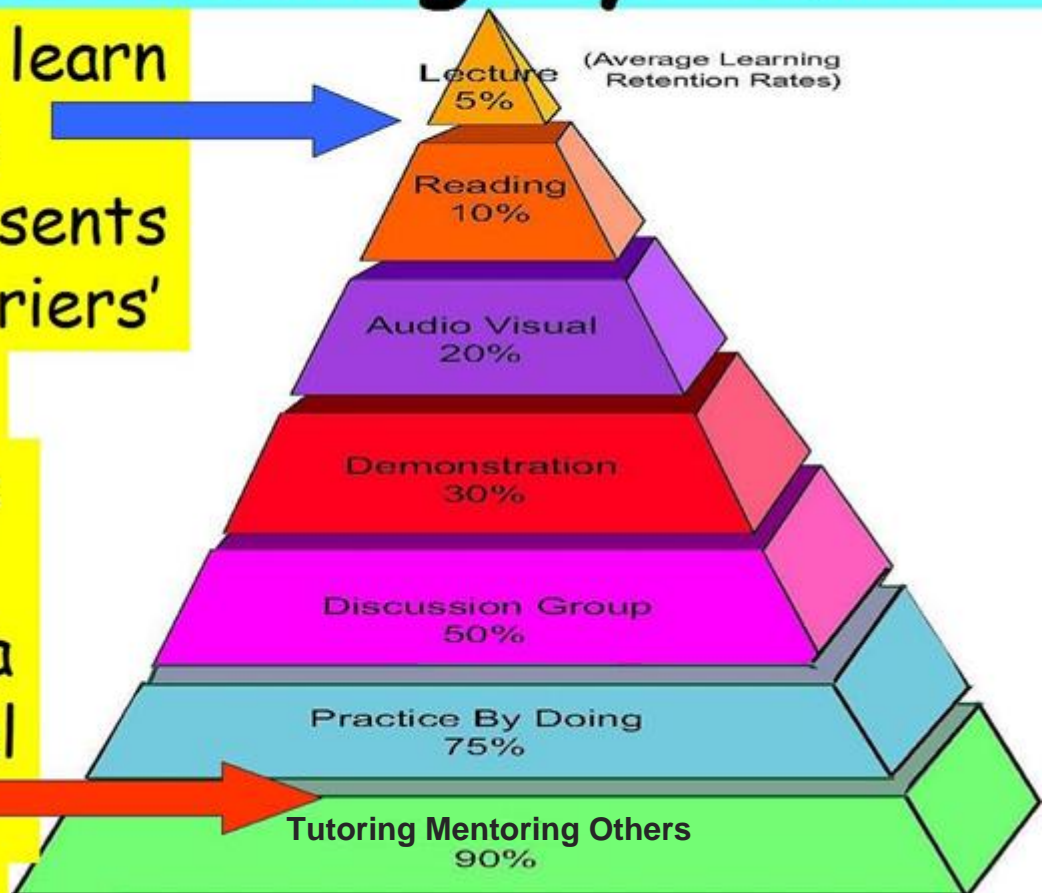 learn
sents
riers’
a
Lecture
5%
(Average Learning
Retention Rates)
Reading
10%
Audio Visual
20%
Demonstration
30%
Discussion Group
50%
Practice By Doing
75%
Tutoring Mentoring Others
90%